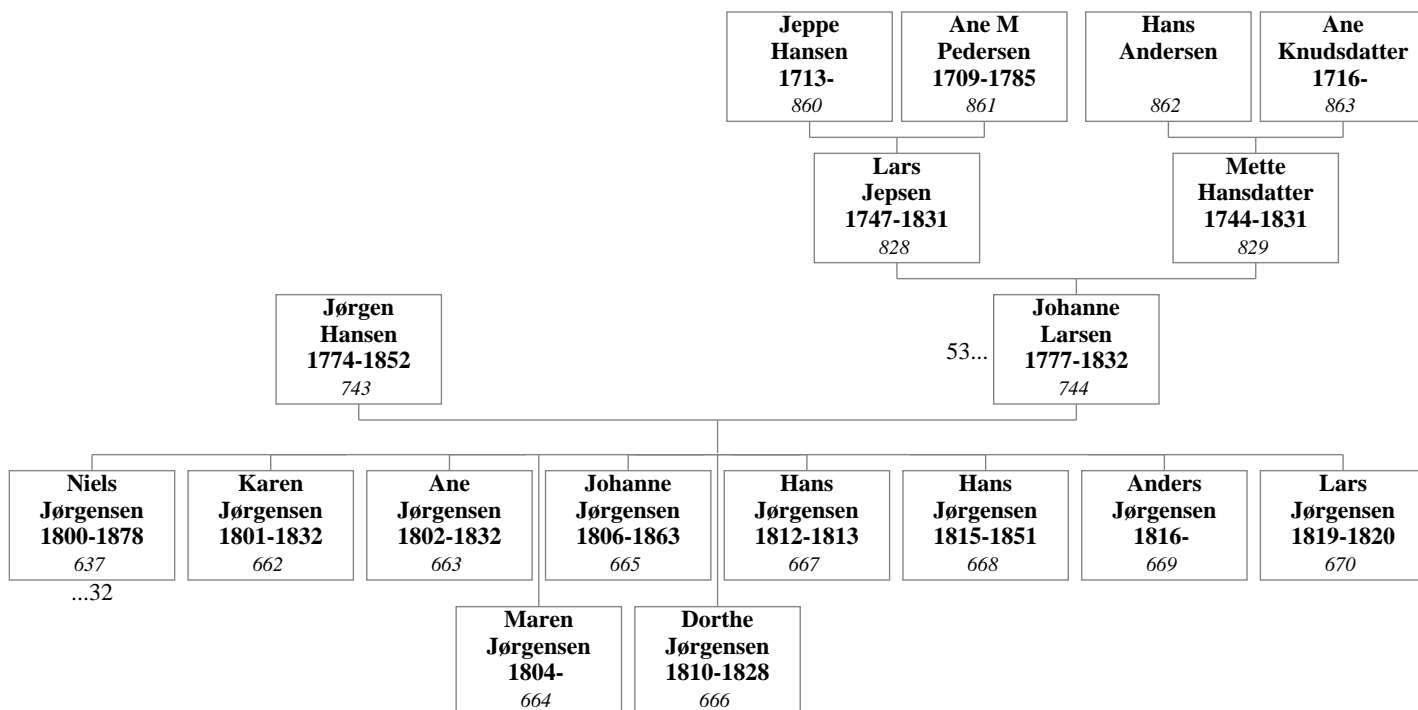 Jeppe
Hansen
1713-
860
Ane M
Pedersen
1709-1785
861
Hans
Andersen
862
Ane
Knudsdatter
1716-
863
Lars
Jepsen
1747-1831
828
Mette
Hansdatter
1744-1831
829
Jørgen
Hansen
1774-1852
743
53...
Johanne
Larsen
1777-1832
744
Niels
Jørgensen
1800-1878
637
...32
Karen
Jørgensen
1801-1832
662
Ane
Jørgensen
1802-1832
663
Johanne
Jørgensen
1806-1863
665
Hans
Jørgensen
1812-1813
667
Hans
Jørgensen
1815-1851
668
Anders
Jørgensen
1816-
669
Lars
Jørgensen
1819-1820
670
Maren
Jørgensen
1804-
664
Dorthe
Jørgensen
1810-1828
666